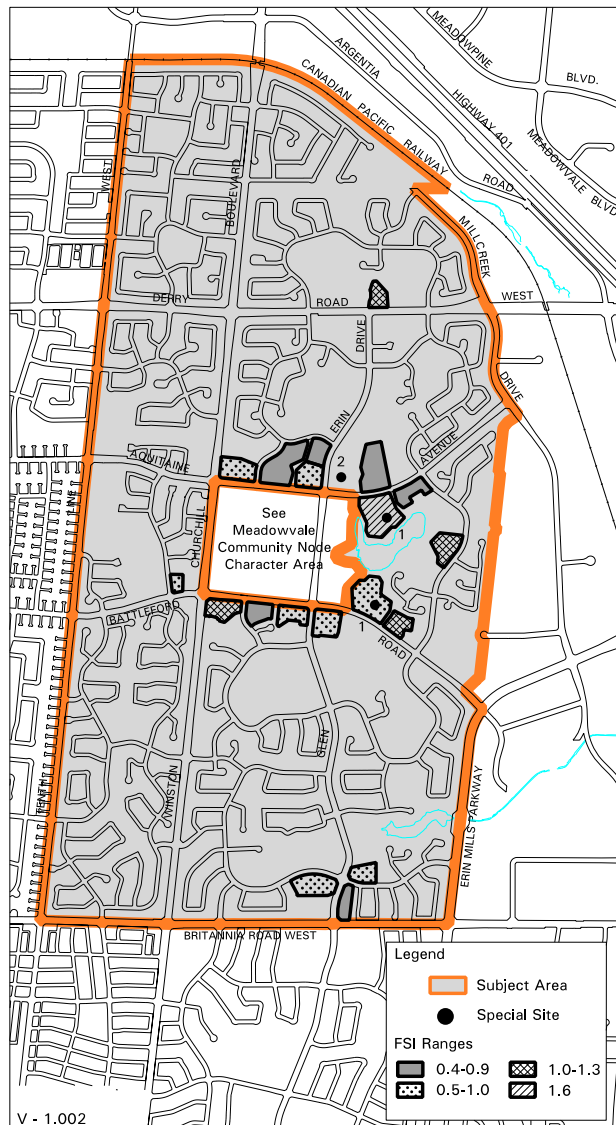 MEADOWPINE
BLVD.
ARGENTIA
HIGHWAY 401
MEADOWVALE BLVD
CANADIAN PACIFIC
RAILWAY
ROAD
WEST
BOULEVARD
MILLCREEK
DERRY
ROAD
WEST
DRIVE
DRIVE
ERIN
AVENUE
AQUITAINE
2
See
Meadowvale
Community Node
Character Area
1
LINE
CHURCHILL
BATTLEFORD
1
ROAD
GLEN
WINSTON
TENTH
ERIN MILLS PARKWAY
BRITANNIA ROAD WEST
Legend
Subject Area
Special Site
FSI Ranges
0.4-0.9
1.0-1.3
0.5-1.0
1.6
V - 1.002